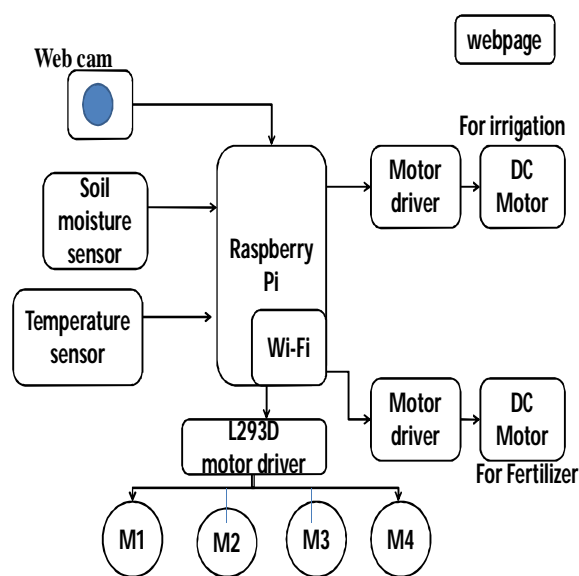 webpage
Web cam
For irrigation
Soil
moisture
sensor
Motor
driver
DC
Motor
Raspberry
Pi
Temperature
sensor
Wi-Fi
Motor
driver
DC
Motor
L293D
motor driver
For Fertilizer
M1
M2
M3
M4